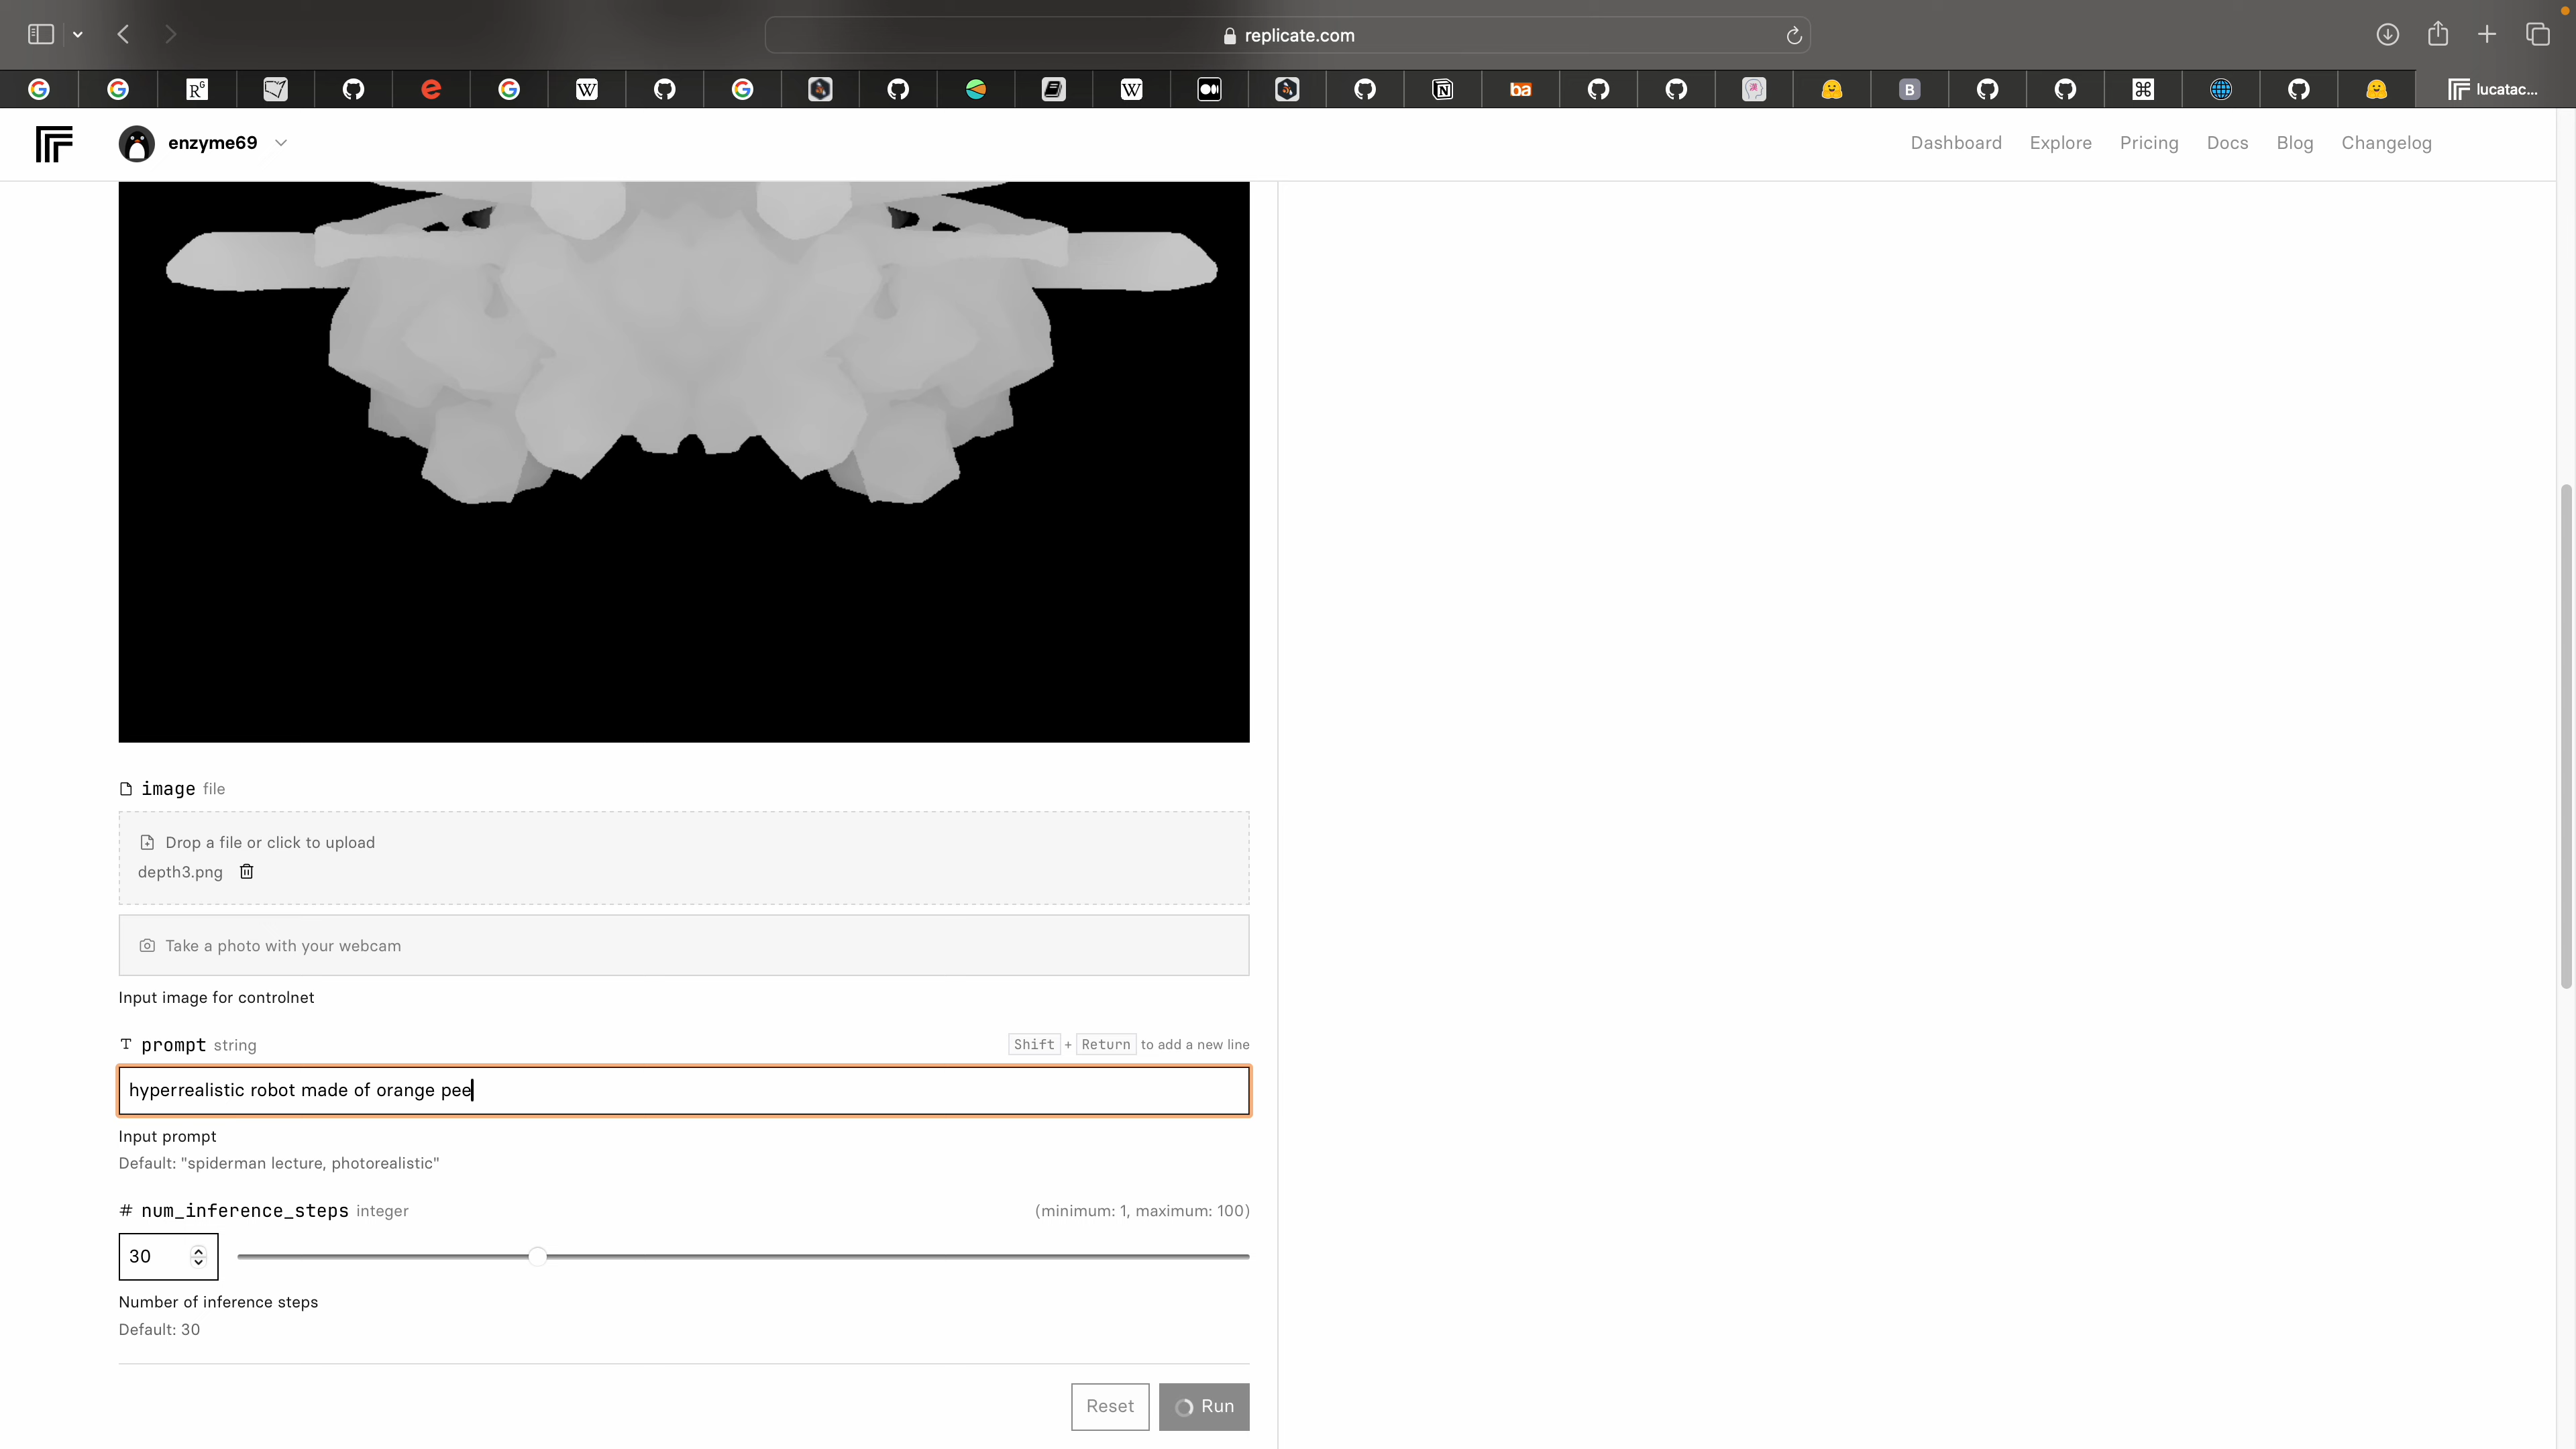 replicate.com
lucatac...
enzyme69
Dashboard
Explore
Pricing
Docs
Blog
Changelog
image file
Drop a file or click to upload
depth3.png
Take a photo with your webcam
Input image for controlnet
T prompt string
Shift + Return to add a new line
hyperrealistic robot made of orange pee
Input prompt
Default: "spiderman lecture, photorealistic"
# num_inference_steps integer
(minimum: 1, maximum: 100)
30
Number of inference steps
Default: 30
Reset
Run